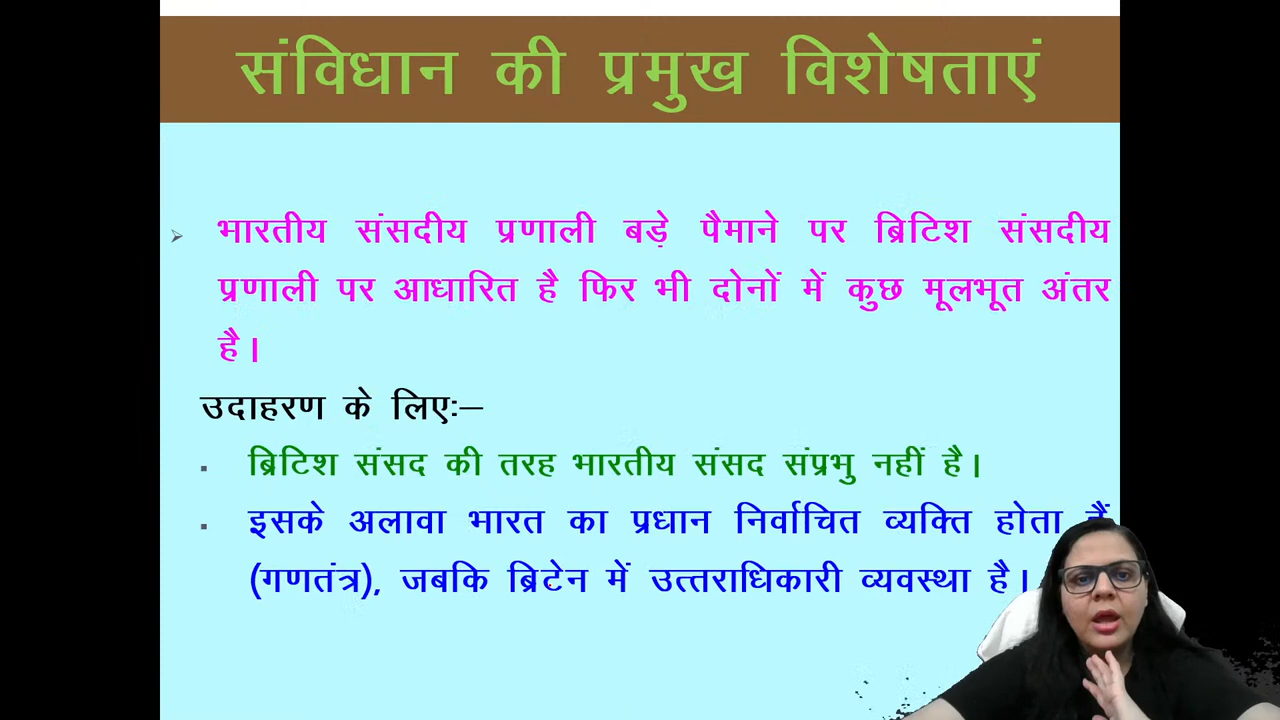 संविधान की प्रमुख विशेषताएं
भारतीय संसदीय प्रणाली बड़े पैमाने पर ब्रिटिश संसदीय
प्रणाली पर आधारित है फिर भी दोनों में कुछ मूलभूत अंतर
है।
उदाहरण के लिएः–
ब्रिटिश संसद की तरह भारतीय संसद संप्रभु नहीं है।
इसके अलावा भारत का प्रधान निर्वाचित व्यक्ति होता हैं
(गणतंत्र), जबकि ब्रिटेन में उत्तराधिकारी व्यवस्था है।